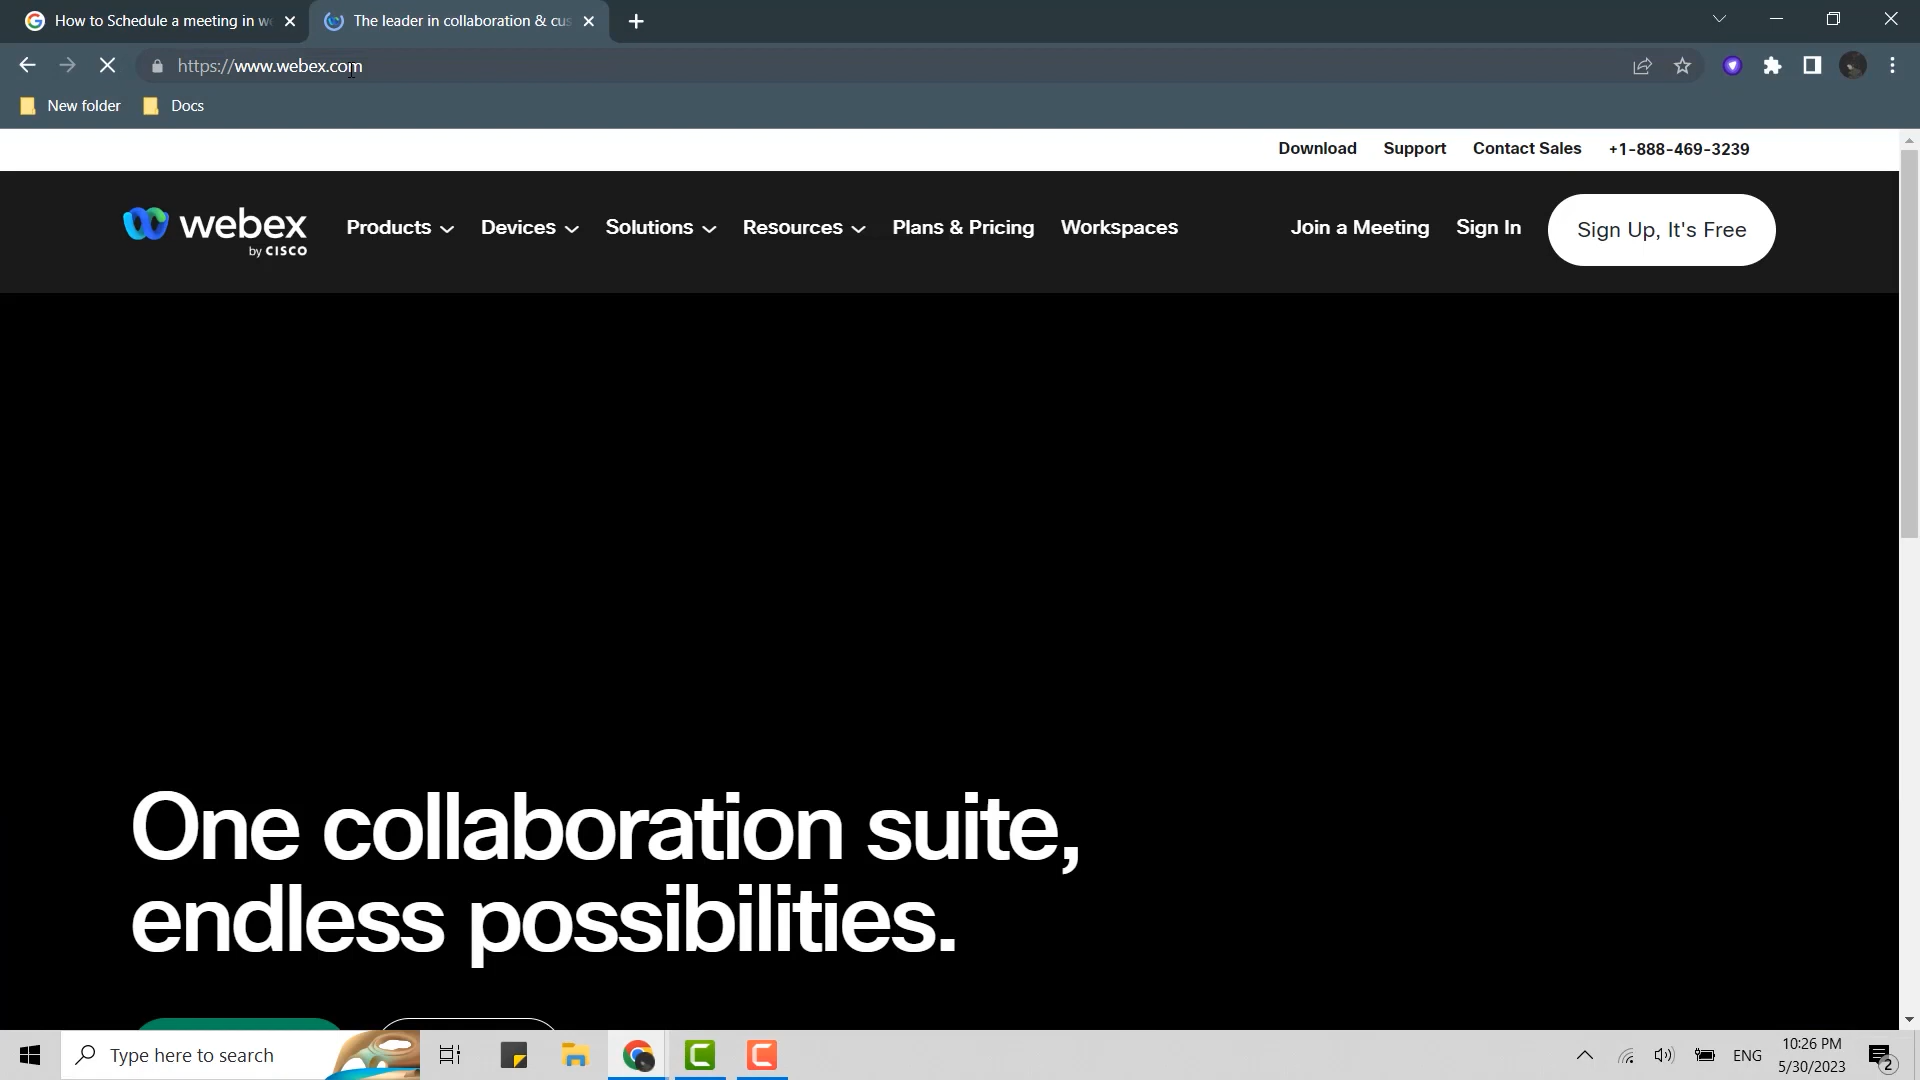 How to Schedule a meeting in we
The leader in collaboration & cus
https://www.webex.com
New folder
Docs
Download
Support
Contact Sales
+1-888-469-3239
webex
by CISCO
Products
Devices
Solutions
Resources
Plans & Pricing
Workspaces
Join a Meeting
Sign In
Sign Up, It's Free
One collaboration suite,
endless possibilities.
Type here to search
ENG
10:26 PM
5/30/2023
2